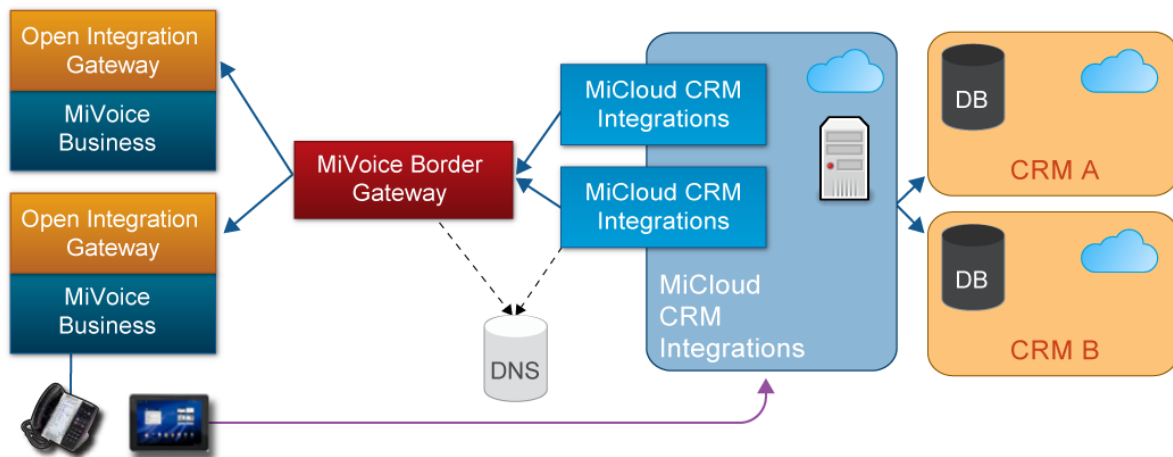 Open Integration
Gateway
MiVoice
Business
Open Integration
Gateway
MiVoice
Business
MiVoice Border
Gateway
DNS
MiCloud CRM
Integrations
MiCloud CRM
Integrations
MiCloud
CRM
Integrations
DB
CRM A
DB
CRM B